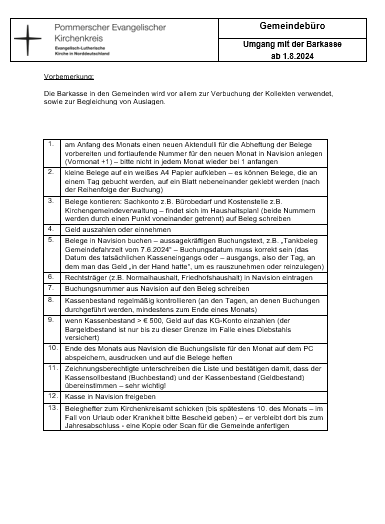 Pommerscher Evangelischer
Kirchenkreis
Evangelisch-Lutherische
Kirche in Norddeutschland
Gemeindebüro
Umgang mit der Barkasse
ab 1.8.2024
Vorbemerkung:
Die Barkasse in den Gemeinden wird vor allem zur Verbuchung der Kollekten verwendet,
sowie zur Begleichung von Auslagen.
1. am Anfang des Monats einen neuen Aktendulli für die Abheftung der Belege
vorbereiten und fortlaufende Nummer für den neuen Monat in Navision anlegen
(Vormonat +1) – bitte nicht in jedem Monat wieder bei 1 anfangen
2. kleine Belege auf ein weißes A4 Papier aufkleben – es können Belege, die an
einem Tag gebucht werden, auf ein Blatt nebeneinander geklebt werden (nach
der Reihenfolge der Buchung)
3. Belege kontieren: Sachkonto z.B. Bürobedarf und Kostenstelle z.B.
Kirchengemeindeverwaltung – findet sich im Haushaltsplan! (beide Nummern
werden durch einen Punkt voneinander getrennt) auf Beleg schreiben
4. Geld auszahlen oder einnehmen
5. Belege in Navision buchen – aussagekräftigen Buchungstext, z.B. „Tankbeleg
Gemeindefahrzeit vom 7.6.2024“ – Buchungsdatum muss korrekt sein (das
Datum des tatsächlichen Kasseneingangs oder – ausgangs, also der Tag, an
dem man das Geld „in der Hand hatte“, um es rauszunehmen oder reinzulegen)
6. Rechtsträger (z.B. Normalhaushalt, Friedhofshaushalt) in Navision eintragen
7. Buchungsnummer aus Navision auf den Beleg schreiben
8. Kassenbestand regelmäßig kontrollieren (an den Tagen, an denen Buchungen
durchgeführt werden, mindestens zum Ende eines Monats)
9. wenn Kassenbestand > € 500, Geld auf das KG-Konto einzahlen (der
Bargeldbestand ist nur bis zu dieser Grenze im Falle eines Diebstahls
versichert)
10. Ende des Monats aus Navision die Buchungsliste für den Monat auf dem PC
abspeichern, ausdrucken und auf die Belege heften
11. Zeichnungsberechtigte unterschreiben die Liste und bestätigen damit, dass der
Kassensollbestand (Buchbestand) und der Kassenbestand (Geldbestand)
übereinstimmen – sehr wichtig!
12. Kasse in Navision freigeben
13. Beleghefter zum Kirchenkreisamt schicken (bis spätestens 10. des Monats – im
Fall von Urlaub oder Krankheit bitte Bescheid geben) – er verbleibt dort bis zum
Jahresabschluss - eine Kopie oder Scan für die Gemeinde anfertigen